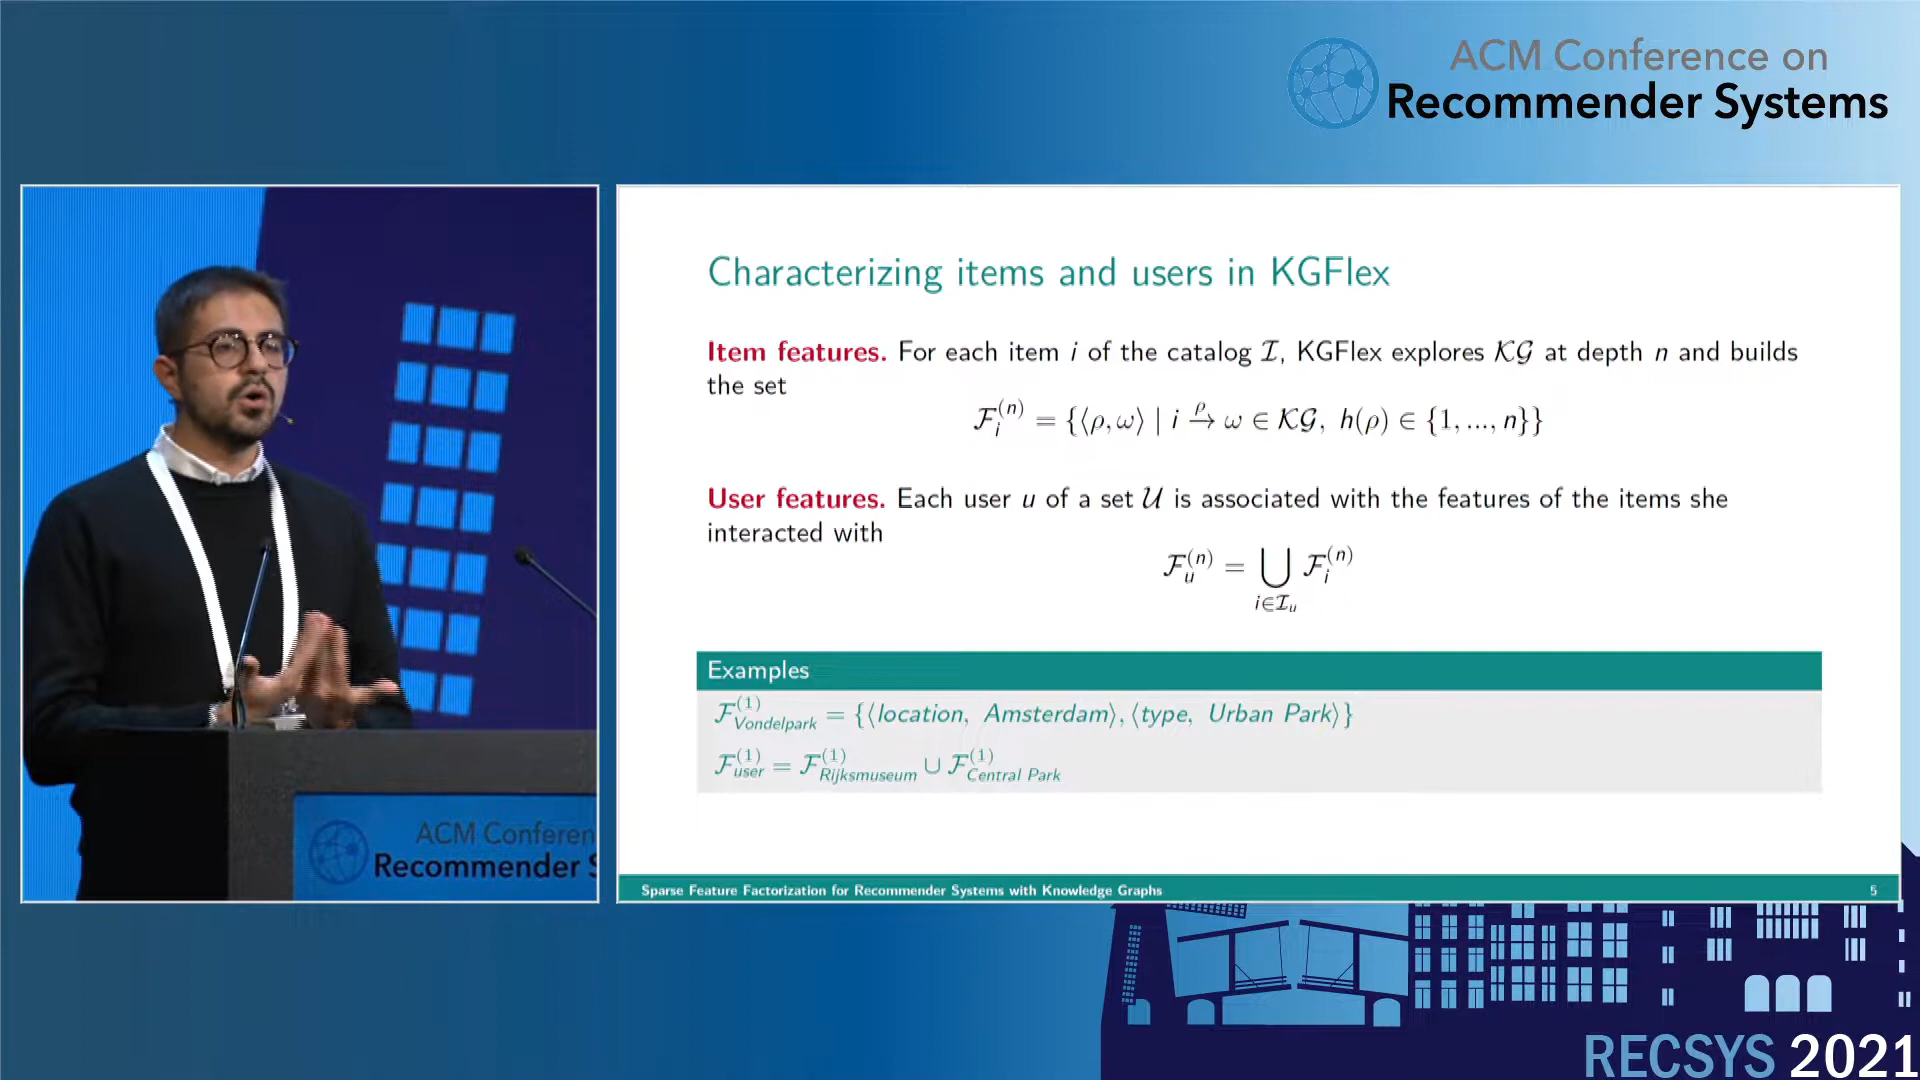 ACM Conference on
Recommender Systems
Characterizing items and users in KGFlex
Item features. For each item i of the catalog ℐ, KGFlex explores 𝒦𝒢 at depth n and builds
the set
ℱ_i^(n) = {⟨ρ, ω⟩ | i →^ρ ω ∈ 𝒦𝒢, h(ρ) ∈ {1, ..., n}}
User features. Each user u of a set 𝒰 is associated with the features of the items she
interacted with
ℱ_u^(n) = ⋃_{i∈ℐ_u} ℱ_i^(n)
Examples
ℱ_Vondelpark^(1) = {⟨location, Amsterdam⟩, ⟨type, Urban Park⟩}
ℱ_user^(1) = ℱ_Rijksmuseum^(1) ∪ ℱ_Central Park^(1)
Sparse Feature Factorization for Recommender Systems with Knowledge Graphs 5
ACM Conferen
Recommender S
RECSYS 2021